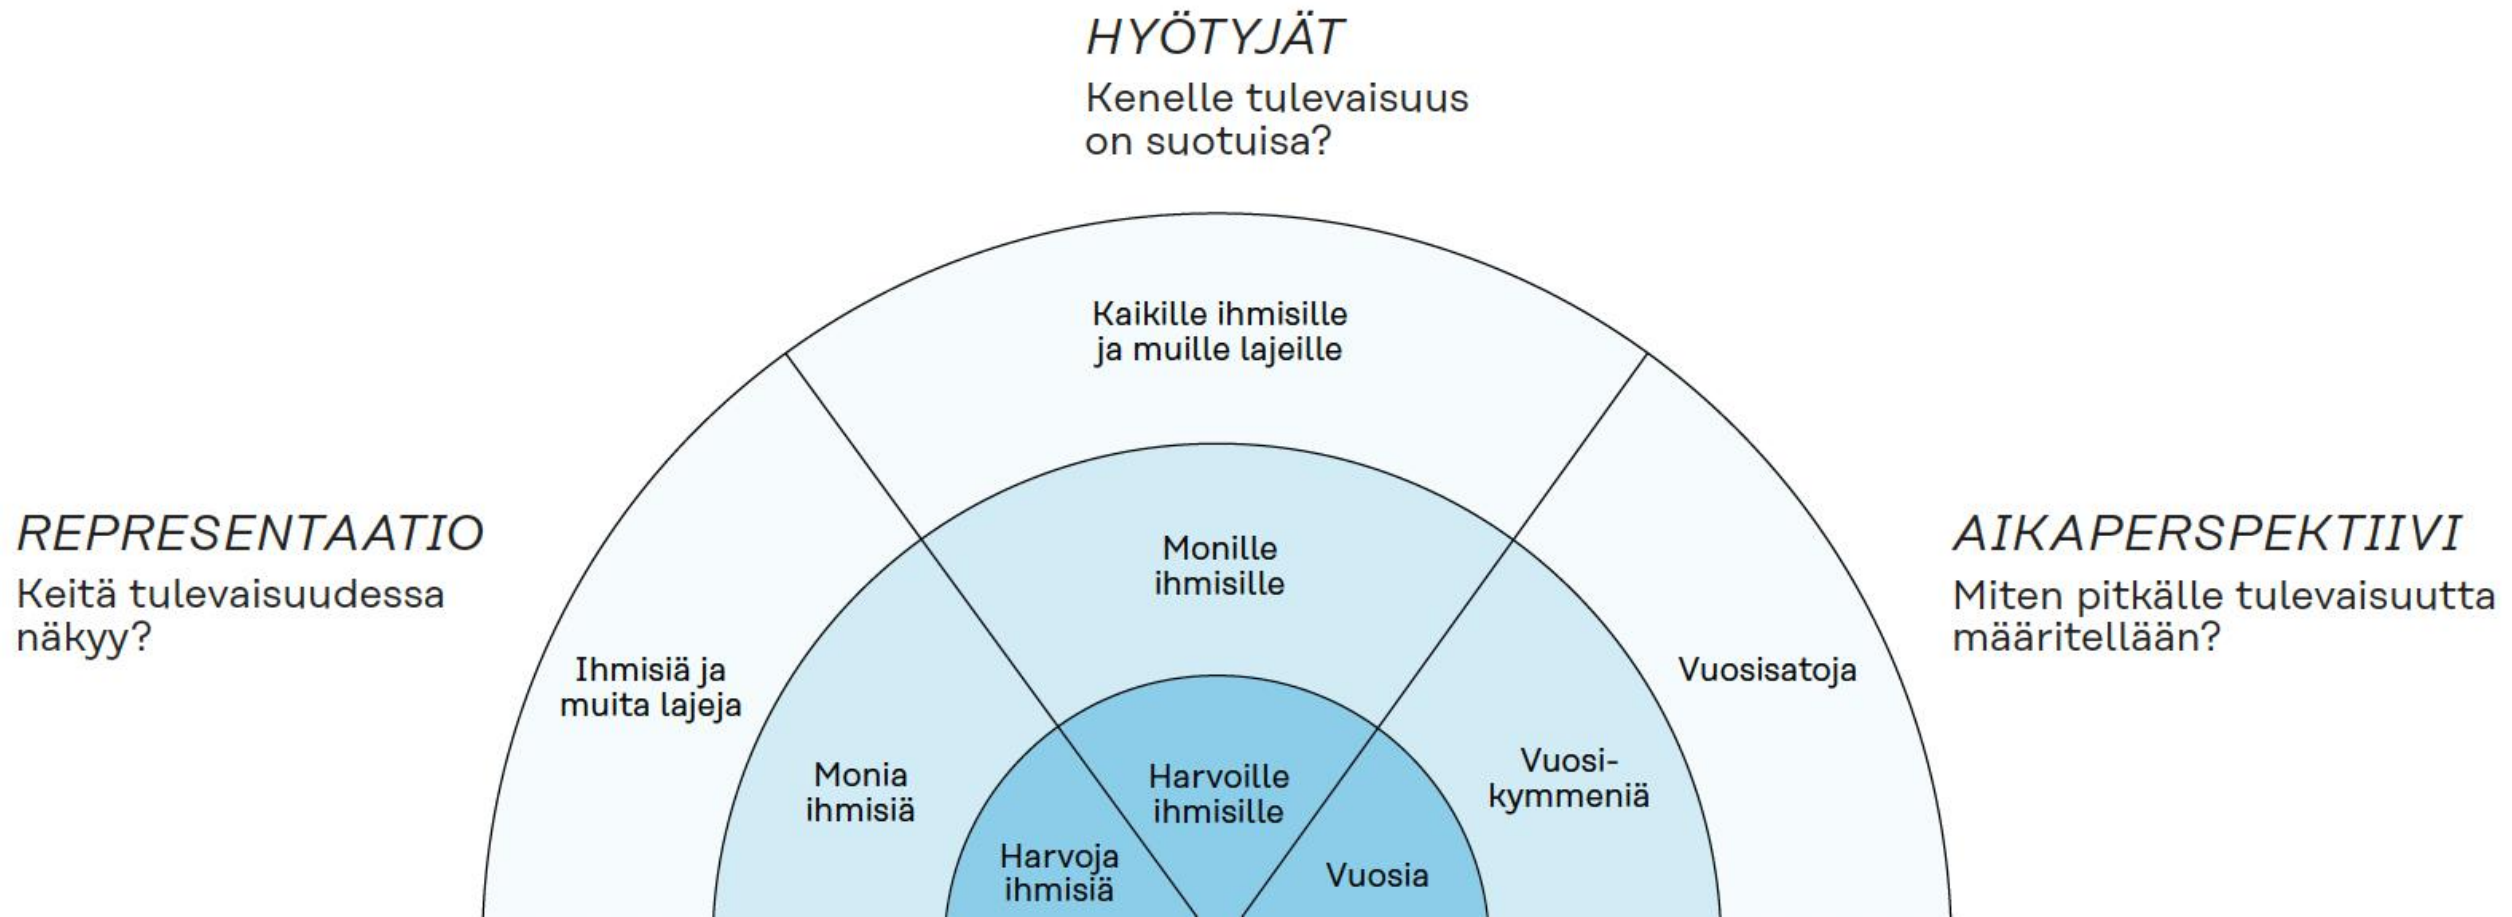 HYÖTYJÄT
Kenelle tulevaisuus
on suotuisa?
Kaikille ihmisille
ja muille lajeille
Monille
ihmisille
Harvoille
ihmisille
REPRESENTAATIO
Keitä tulevaisuudessa
näkyy?
Ihmisiä ja
muita lajeja
Monia
ihmisiä
Harvoja
ihmisiä
AIKAPERSPEKTIIVI
Miten pitkälle tulevaisuutta
määritellään?
Vuosisatoja
Vuosi-
kymmeniä
Vuosia